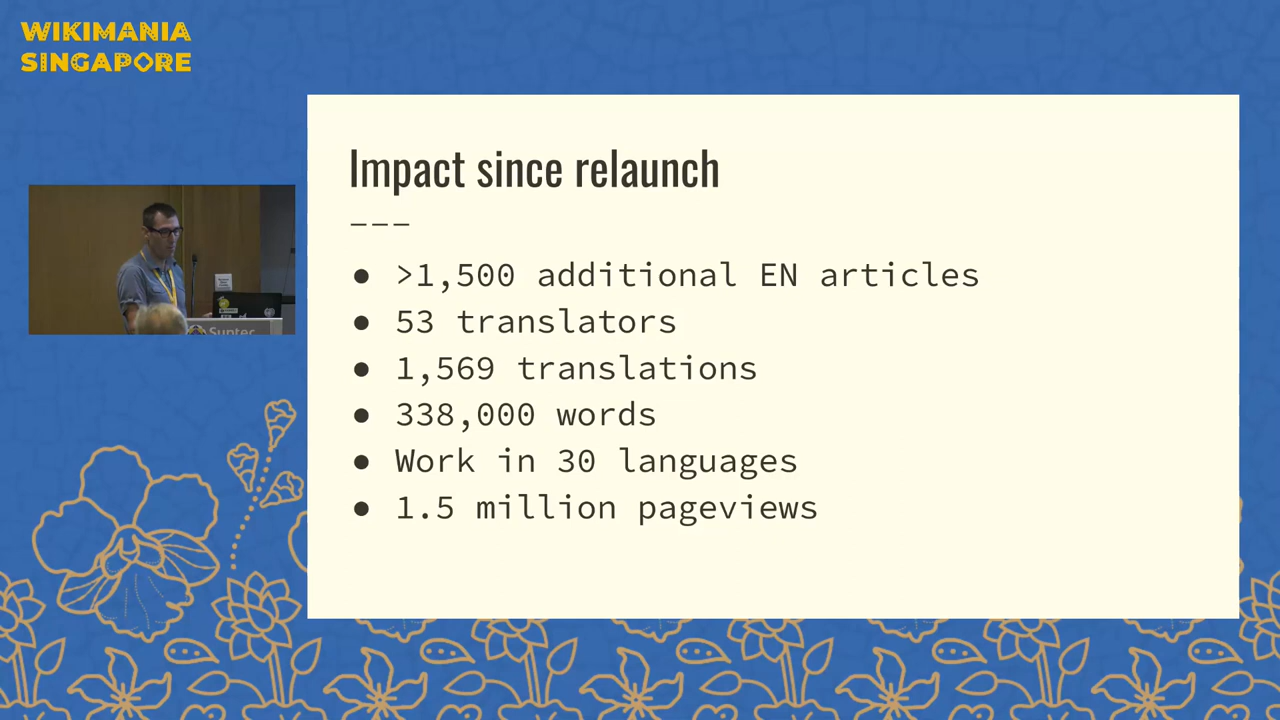 WIKIMANIA
SINGAPORE
Impact since relaunch
———
● >1,500 additional EN articles
● 53 translators
● 1,569 translations
● 338,000 words
● Work in 30 languages
● 1.5 million pageviews
Suntec